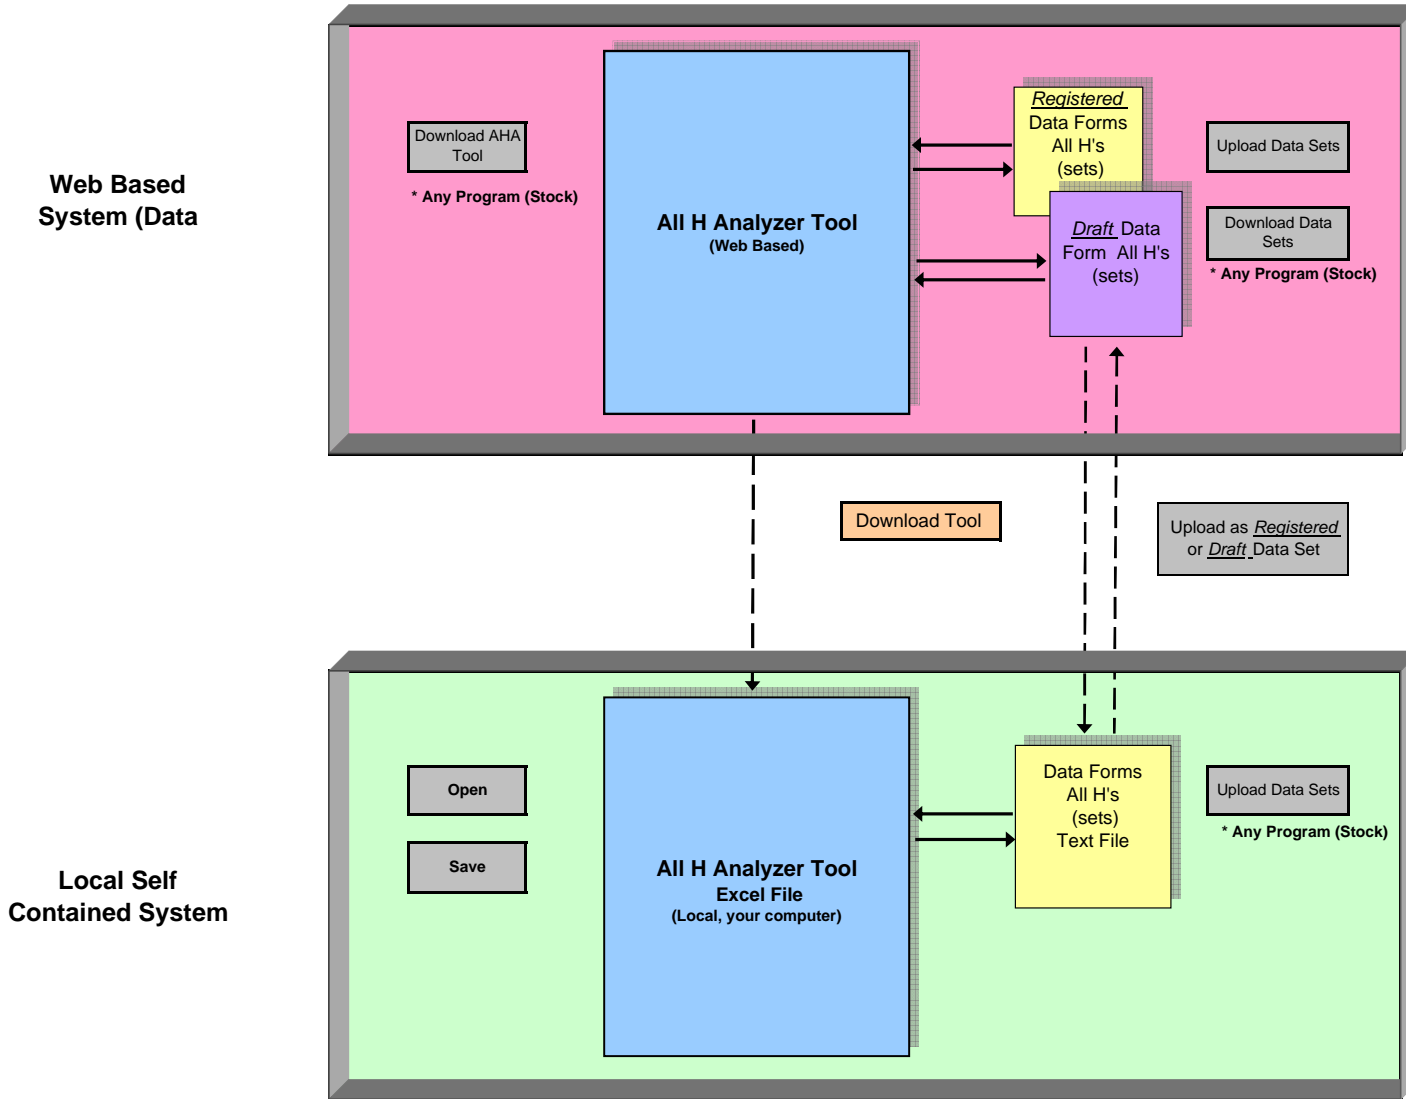 Web Based
System (Data
Download AHA
Tool
* Any Program (Stock)
All H Analyzer Tool
(Web Based)
Registered
Data Forms
All H's
(sets)
Draft Data
Form All H's
(sets)
Upload Data Sets
Download Data
Sets
* Any Program (Stock)
Download Tool
Upload as Registered
or Draft Data Set
Local Self
Contained System
Open
Save
All H Analyzer Tool
Excel File
(Local, your computer)
Data Forms
All H's
(sets)
Text File
Upload Data Sets
* Any Program (Stock)